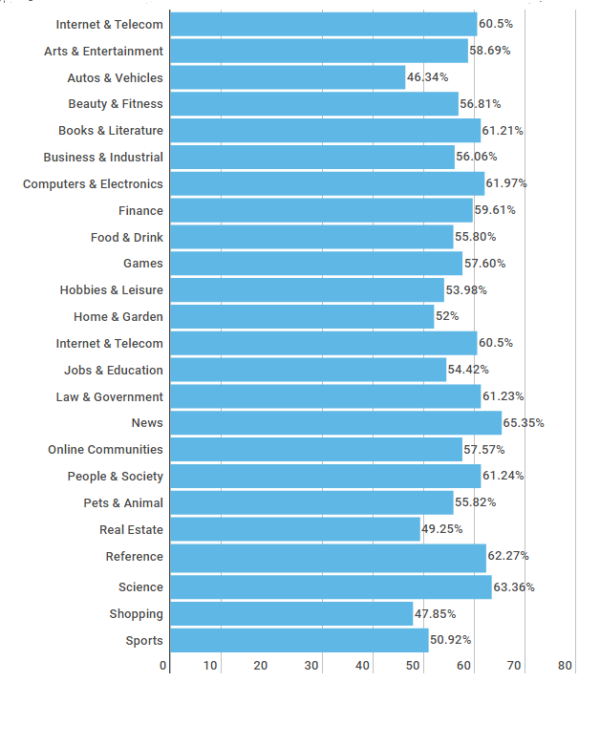 Internet & Telecom 60.5%
Arts & Entertainment 58.69%
Autos & Vehicles 46.34%
Beauty & Fitness 56.81%
Books & Literature 61.21%
Business & Industrial 56.06%
Computers & Electronics 61.97%
Finance 59.61%
Food & Drink 55.80%
Games 57.60%
Hobbies & Leisure 53.98%
Home & Garden 52%
Internet & Telecom 60.5%
Jobs & Education 54.42%
Law & Government 61.23%
News 65.35%
Online Communities 57.57%
People & Society 61.24%
Pets & Animal 55.82%
Real Estate 49.25%
Reference 62.27%
Science 63.36%
Shopping 47.85%
Sports 50.92%
0 10 20 30 40 50 60 70 80